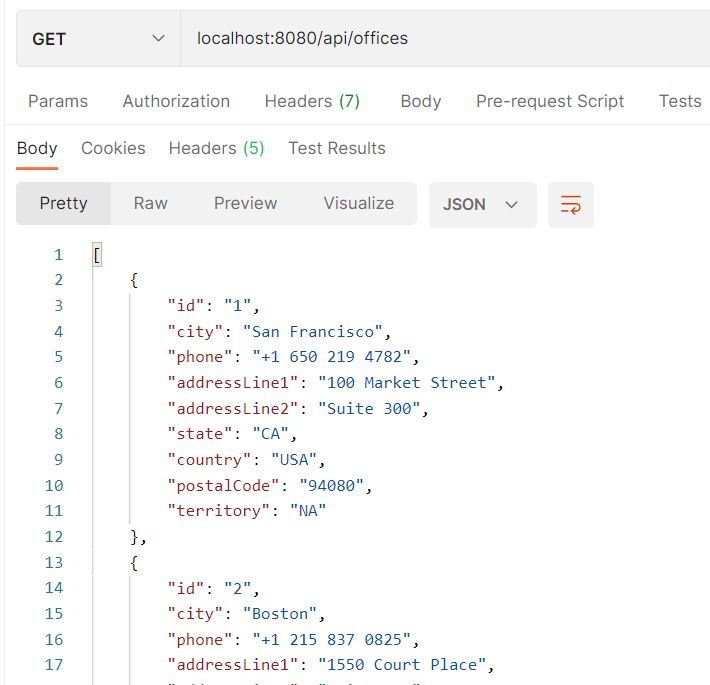 GET localhost:8080/api/offices
Params Authorization Headers (7) Body Pre-request Script Tests
Body Cookies Headers (5) Test Results
Pretty Raw Preview Visualize JSON
1 [
2 {
3 "id": "1",
4 "city": "San Francisco",
5 "phone": "+1 650 219 4782",
6 "addressLine1": "100 Market Street",
7 "addressLine2": "Suite 300",
8 "state": "CA",
9 "country": "USA",
10 "postalCode": "94080",
11 "territory": "NA"
12 },
13 {
14 "id": "2",
15 "city": "Boston",
16 "phone": "+1 215 837 0825",
17 "addressLine1": "1550 Court Place",